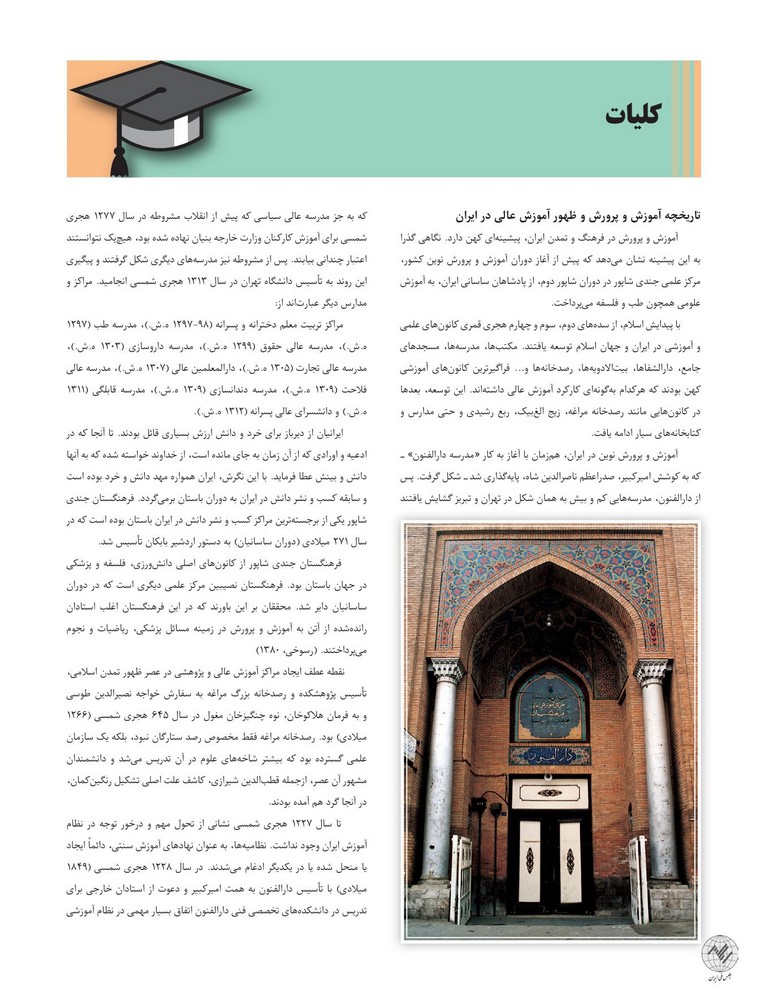 کلیات
تاریخچه آموزش و پرورش و ظهور آموزش عالی در ایران
آموزش و پرورش در فرهنگ و تمدن ایران، پیشینه‌ای کهن دارد. نگاهی گذرا
به این پیشینه نشان می‌دهد که پیش از آغاز دوران آموزش و پرورش نوین کشور،
مرکز علمی جندی شاپور در دوران شاپور دوم، از پادشاهان ساسانی ایران، به آموزش
علومی همچون طب و فلسفه می‌پرداخت.
با پیدایش اسلام، از سده‌های دوم، سوم و چهارم هجری قمری کانون‌های علمی
و آموزشی در ایران و جهان اسلام توسعه یافتند. مکتب‌ها، مدرسه‌ها، مسجدهای
جامع، دارالشفاها، بیت‌الادویه‌ها، رصدخانه‌ها و... فراگیرترین کانون‌های آموزشی
کهن بودند که هرکدام به‌گونه‌ای کارکرد آموزش عالی داشته‌اند. این توسعه، بعدها
در کانون‌هایی مانند رصدخانه مراغه، زیج الغ‌بیک، ربع رشیدی و حتی مدارس و
کتابخانه‌های سیار ادامه یافت.
آموزش و پرورش نوین در ایران، هم‌زمان با آغاز به کار «مدرسه دارالفنون» ـ
که به کوشش امیرکبیر، صدراعظم ناصرالدین شاه، پایه‌گذاری شد ـ شکل گرفت. پس
از دارالفنون، مدرسه‌هایی کم و بیش به همان شکل در تهران و تبریز گشایش یافتند
دارالفنون
که به جز مدرسه عالی سیاسی که پیش از انقلاب مشروطه در سال ۱۲۷۷ هجری
شمسی برای آموزش کارکنان وزارت خارجه بنیان نهاده شده بود، هیچ‌یک نتوانستند
اعتبار چندانی بیابند. پس از مشروطه نیز مدرسه‌های دیگری شکل گرفتند و پیگیری
این روند به تأسیس دانشگاه تهران در سال ۱۳۱۳ هجری شمسی انجامید. مراکز و
مدارس دیگر عبارت‌اند از:
مراکز تربیت معلم دخترانه و پسرانه (۹۸-۱۲۹۷ ه.ش.)، مدرسه طب (۱۲۹۷
ه.ش.)، مدرسه عالی حقوق (۱۲۹۹ ه.ش.)، مدرسه داروسازی (۱۳۰۳ ه.ش.)،
مدرسه عالی تجارت (۱۳۰۵ ه.ش.)، دارالمعلمین عالی (۱۳۰۷ ه.ش.)، مدرسه عالی
فلاحت (۱۳۰۹ ه.ش.)، مدرسه دندانسازی (۱۳۰۹ ه.ش.)، مدرسه قابلگی (۱۳۱۱
ه.ش.) و دانشسرای عالی پسرانه (۱۳۱۲ ه.ش.).
ایرانیان از دیرباز برای خرد و دانش ارزش بسیاری قائل بودند. تا آنجا که در
ادعیه و اورادی که از آن زمان به جای مانده است، از خداوند خواسته شده که به آنها
دانش و بینش عطا فرماید. با این نگرش، ایران همواره مهد دانش و خرد بوده است
و سابقه کسب و نشر دانش در ایران به دوران باستان برمی‌گردد. فرهنگستان جندی
شاپور یکی از برجسته‌ترین مراکز کسب و نشر دانش در ایران باستان بوده است که در
سال ۲۷۱ میلادی (دوران ساسانیان) به دستور اردشیر بابکان تأسیس شد.
فرهنگستان جندی شاپور از کانون‌های اصلی دانش‌ورزی، فلسفه و پزشکی
در جهان باستان بود. فرهنگستان نصیبین مرکز علمی دیگری است که در دوران
ساسانیان دایر شد. محققان بر این باورند که در این فرهنگستان اغلب استادان
رانده‌شده از آتن به آموزش و پرورش در زمینه مسائل پزشکی، ریاضیات و نجوم
می‌پرداختند. (رسوخی، ۱۳۸۰)
نقطه عطف ایجاد مراکز آموزش عالی و پژوهشی در عصر ظهور تمدن اسلامی،
تأسیس پژوهشکده و رصدخانه بزرگ مراغه به سفارش خواجه نصیرالدین طوسی
و به فرمان هلاکوخان، نوه چنگیزخان مغول در سال ۶۴۵ هجری شمسی (۱۲۶۶
میلادی) بود. رصدخانه مراغه فقط مخصوص رصد ستارگان نبود، بلکه یک سازمان
علمی گسترده بود که بیشتر شاخه‌های علوم در آن تدریس می‌شد و دانشمندان
مشهور آن عصر، ازجمله قطب‌الدین شیرازی، کاشف علت اصلی تشکیل رنگین‌کمان،
در آنجا گرد هم آمده بودند.
تا سال ۱۲۲۷ هجری شمسی نشانی از تحول مهم و درخور توجه در نظام
آموزش ایران وجود نداشت. نظامیه‌ها، به عنوان نهادهای آموزش سنتی، دائماً ایجاد
یا منحل شده یا در یکدیگر ادغام می‌شدند. در سال ۱۲۲۸ هجری شمسی (۱۸۴۹
میلادی) با تأسیس دارالفنون به همت امیرکبیر و دعوت از استادان خارجی برای
تدریس در دانشکده‌های تخصصی فنی دارالفنون اتفاق بسیار مهمی در نظام آموزشی